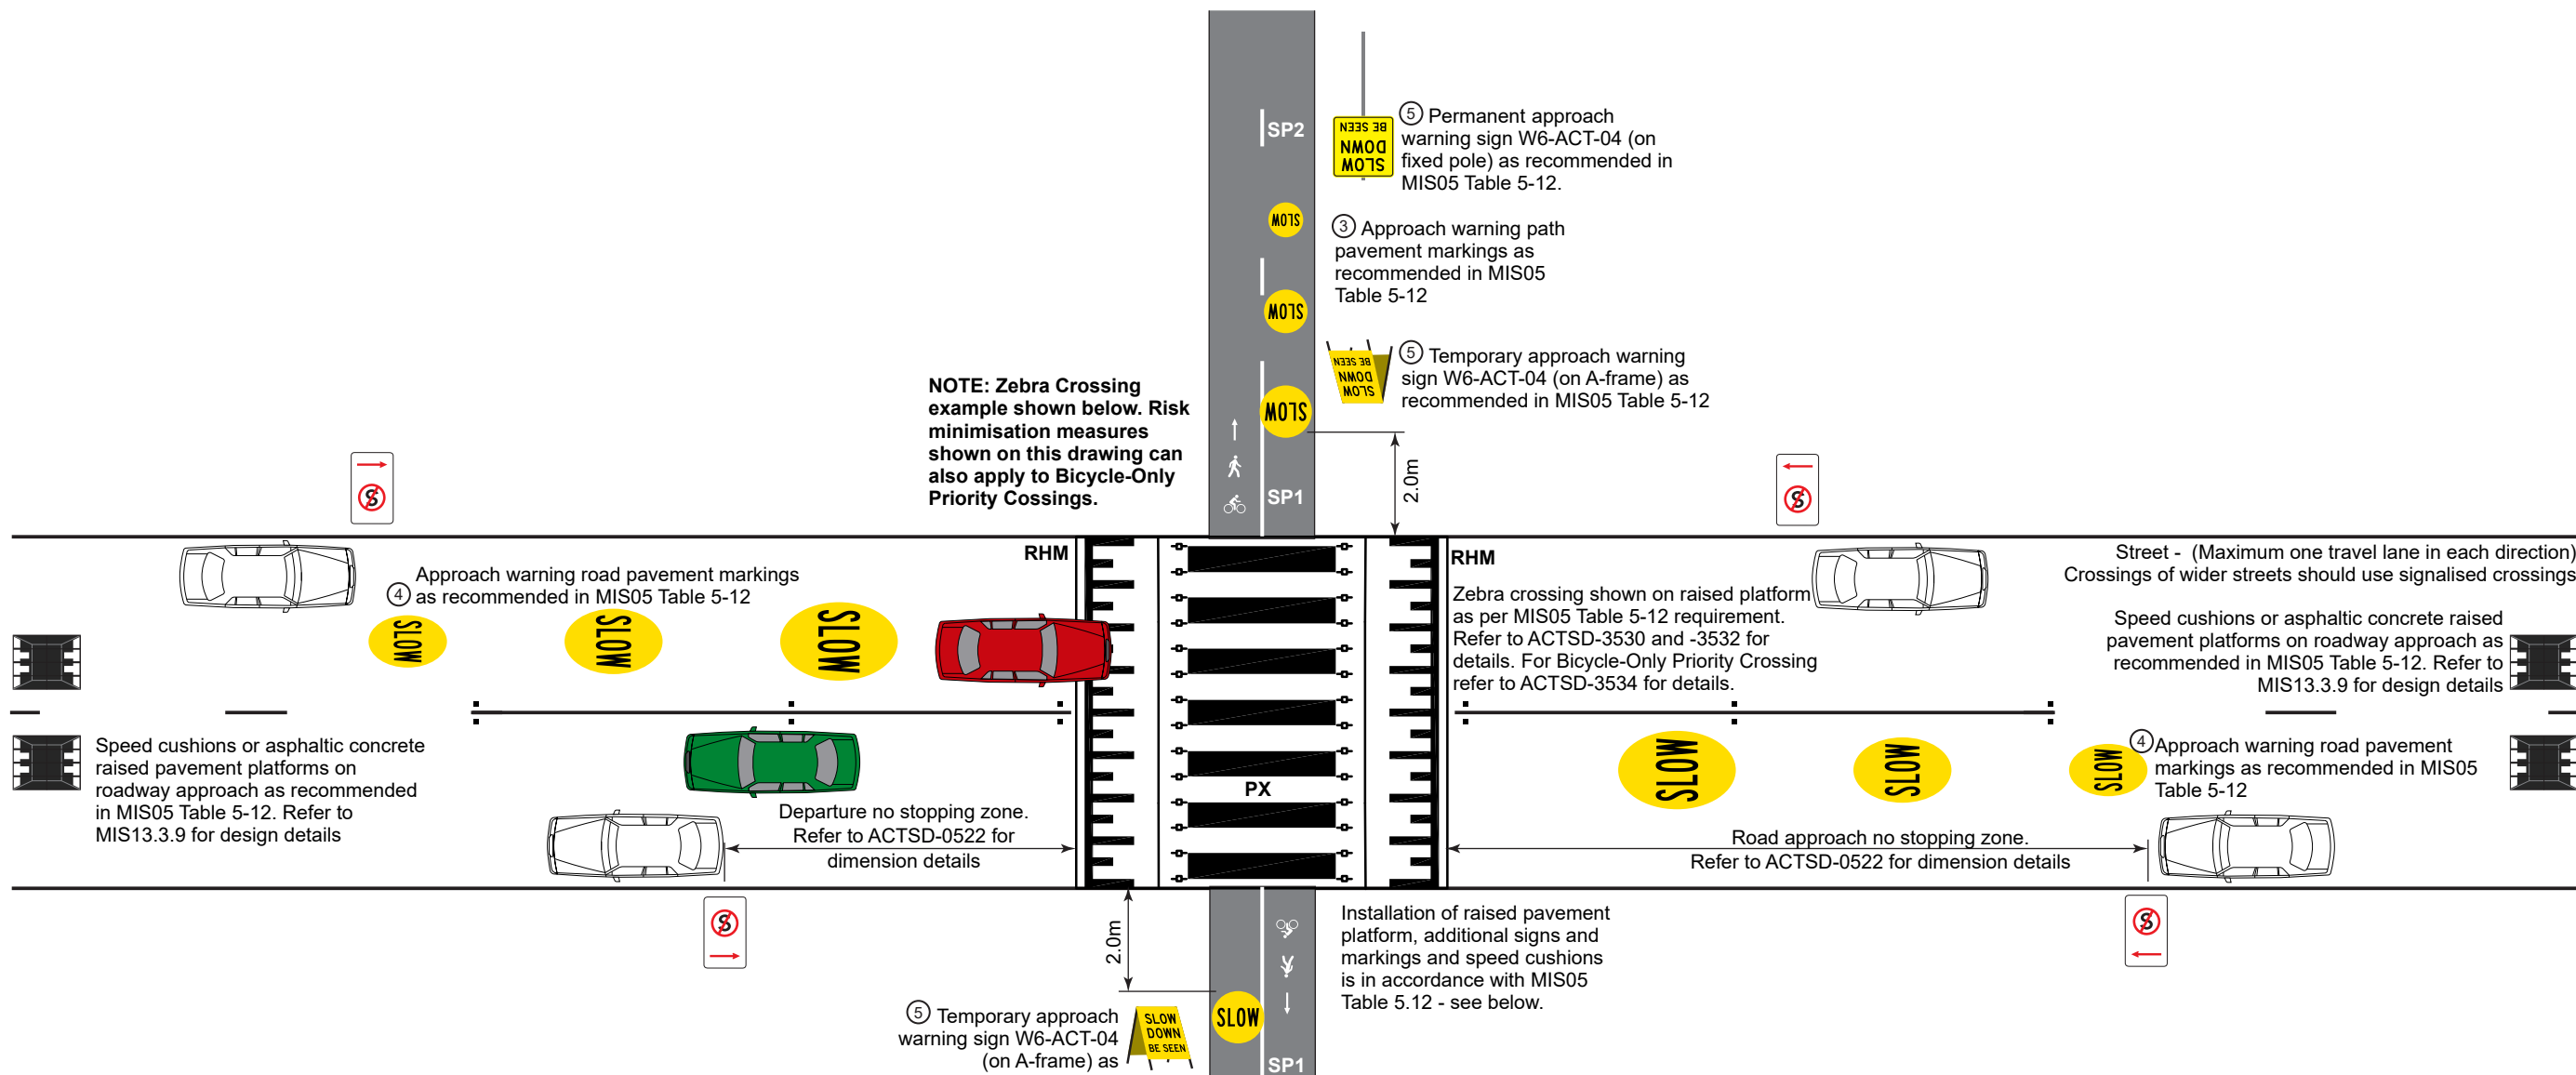 SP2
BE SEEN
DOWN
SLOW
5 Permanent approach
warning sign W6-ACT-04 (on
fixed pole) as recommended in
MIS05 Table 5-12.
SLOW
3 Approach warning path
pavement markings as
recommended in MIS05
Table 5-12
SLOW
BE SEEN
DOWN
SLOW
5 Temporary approach warning
sign W6-ACT-04 (on A-frame) as
recommended in MIS05 Table 5-12
SLOW
NOTE: Zebra Crossing
example shown below. Risk
minimisation measures
shown on this drawing can
also apply to Bicycle-Only
Priority Cossings.
2.0m
SP1
S
S
RHM
RHM
4 Approach warning road pavement markings
as recommended in MIS05 Table 5-12
SLOW
SLOW
SLOW
Zebra crossing shown on raised platform
as per MIS05 Table 5-12 requirement.
Refer to ACTSD-3530 and -3532 for
details. For Bicycle-Only Priority Crossing
refer to ACTSD-3534 for details.
Street - (Maximum one travel lane in each direction)
Crossings of wider streets should use signalised crossings
Speed cushions or asphaltic concrete raised
pavement platforms on roadway approach as
recommended in MIS05 Table 5-12. Refer to
MIS13.3.9 for design details
Speed cushions or asphaltic concrete
raised pavement platforms on
roadway approach as recommended
in MIS05 Table 5-12. Refer to
MIS13.3.9 for design details
Departure no stopping zone.
Refer to ACTSD-0522 for
dimension details
PX
SLOW
SLOW
SLOW
4 Approach warning road pavement
markings as recommended in MIS05
Table 5-12
Road approach no stopping zone.
Refer to ACTSD-0522 for dimension details
S
S
2.0m
Installation of raised pavement
platform, additional signs and
markings and speed cushions
is in accordance with MIS05
Table 5.12 - see below.
5 Temporary approach
warning sign W6-ACT-04
(on A-frame) as
SLOW
DOWN
BE SEEN
SLOW
SP1